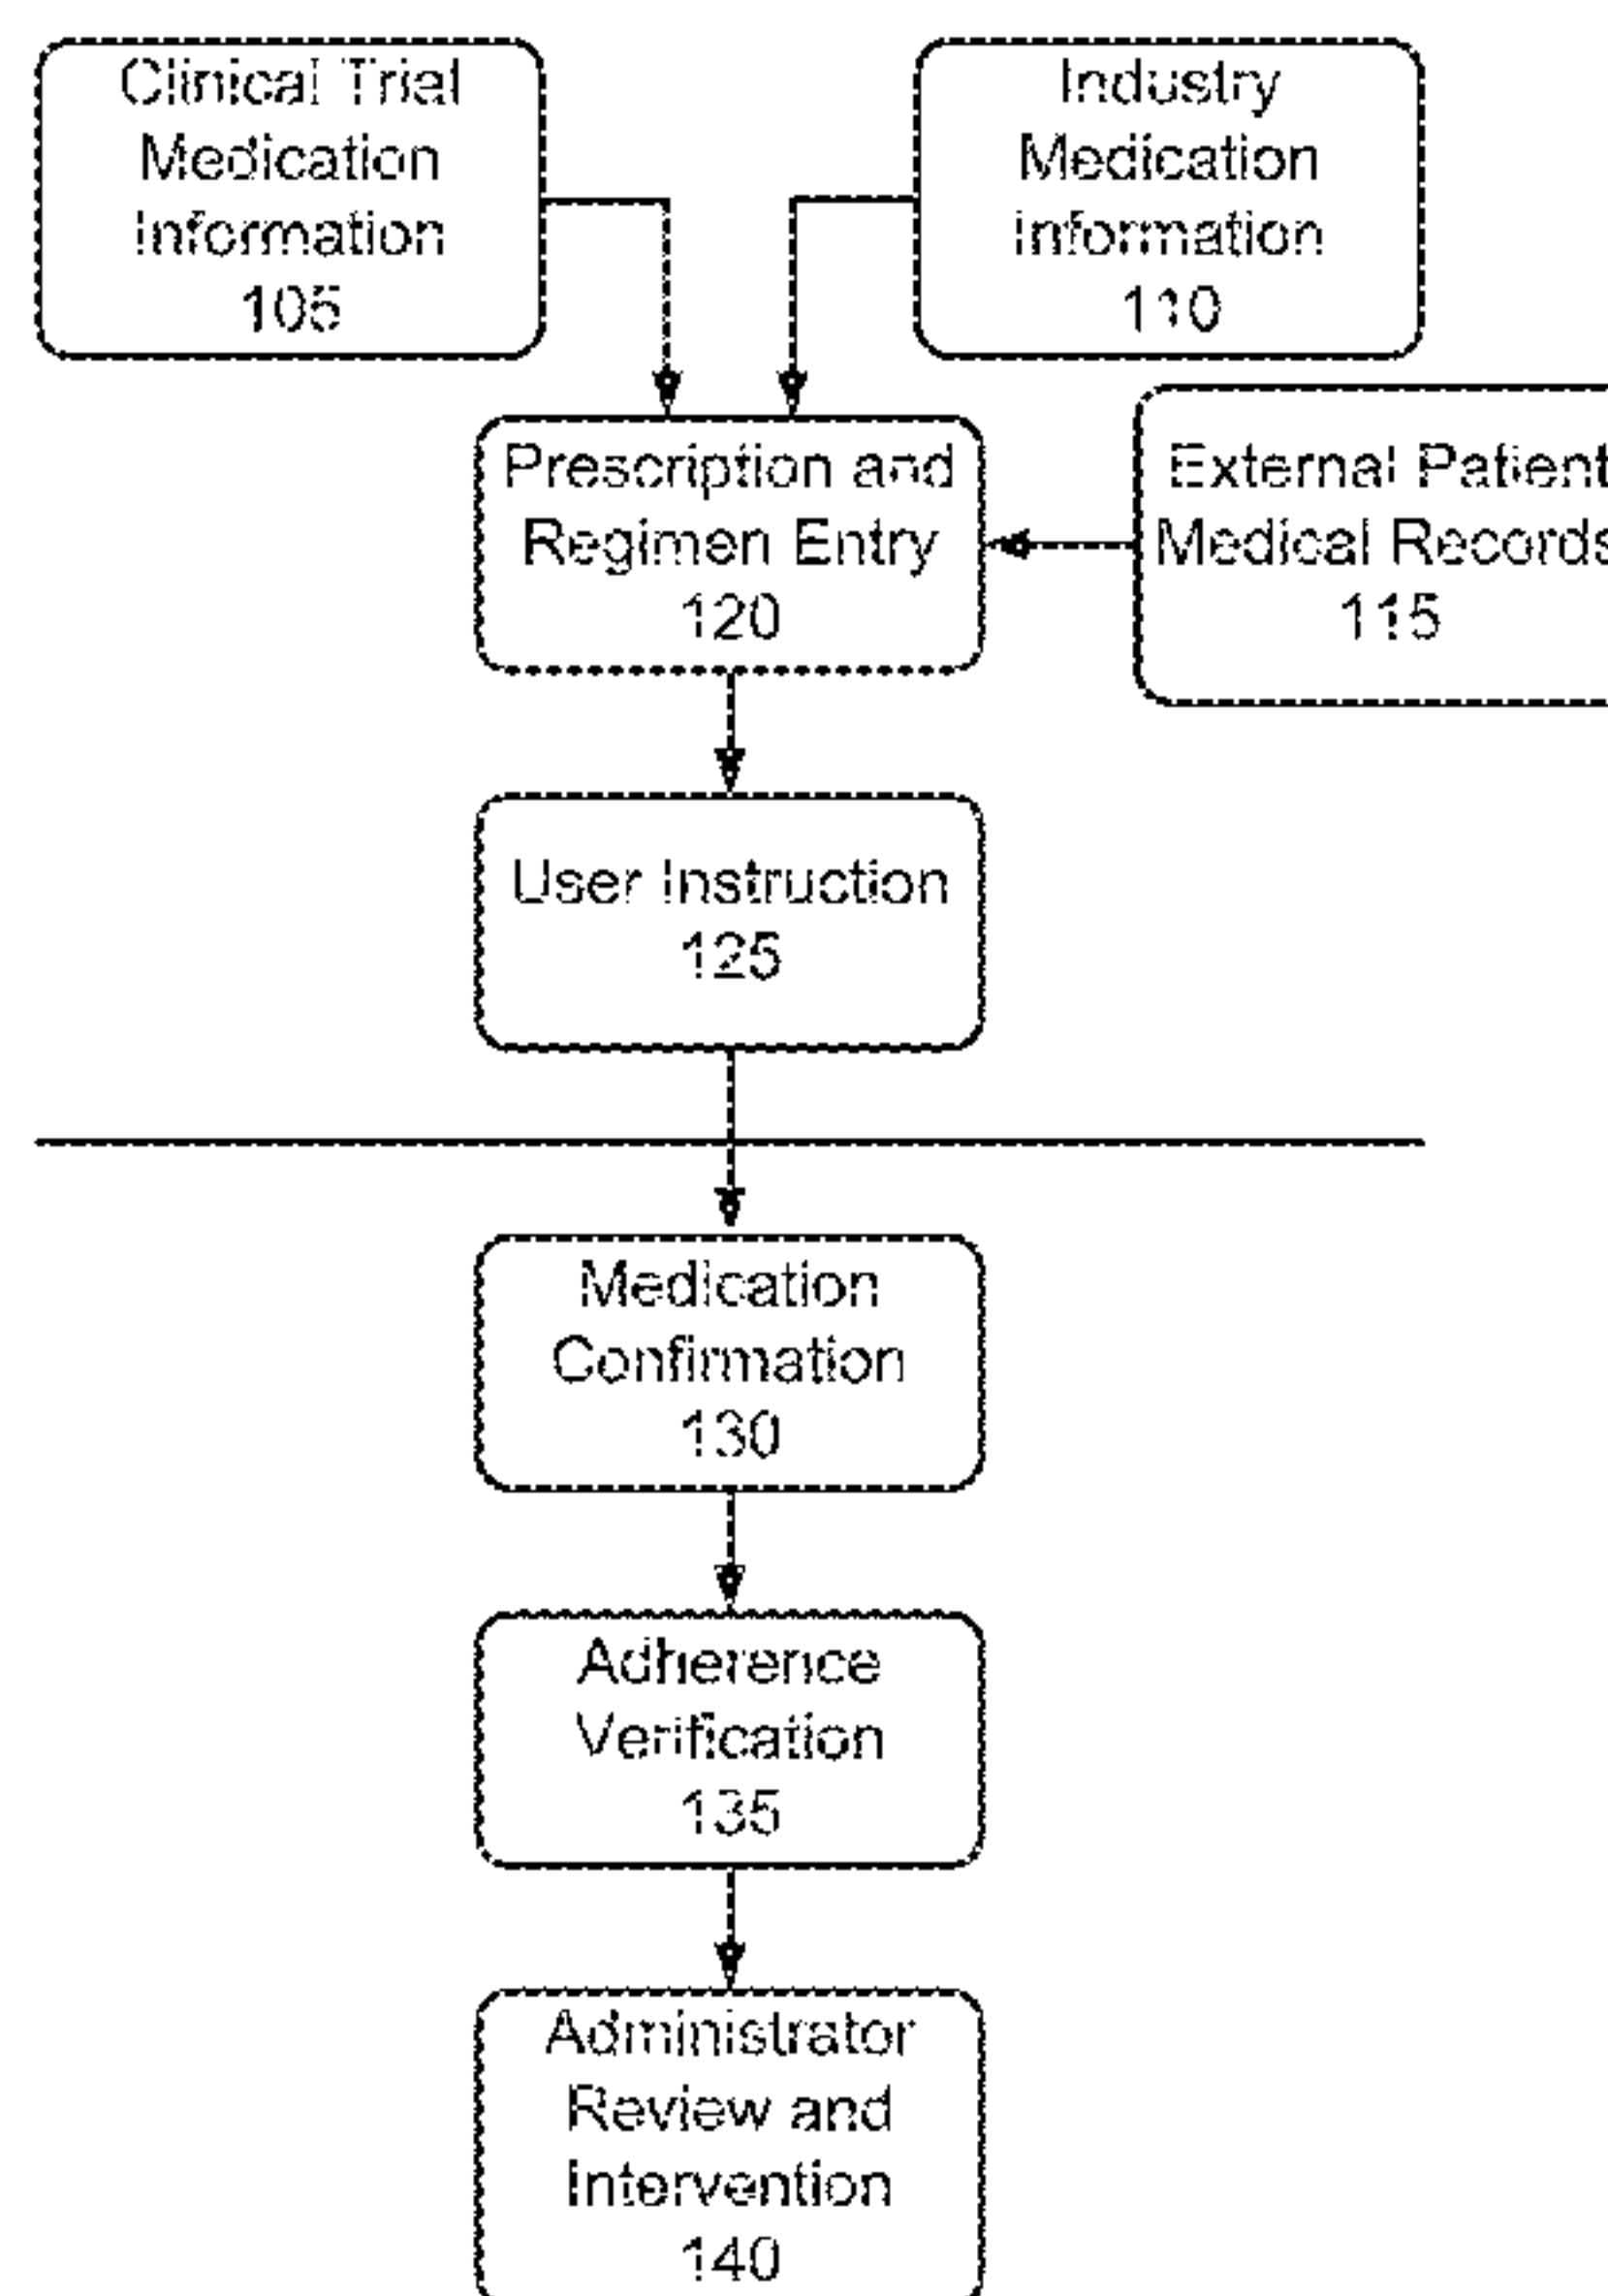 Clinical Trial
Medication
Information
105
Industry
Medication
Information
110
Prescription and
Regimen Entry
120
External Patient
Medical Records
115
User Instruction
125
Medication
Confirmation
130
Adherence
Verification
135
Administrator
Review and
Intervention
140